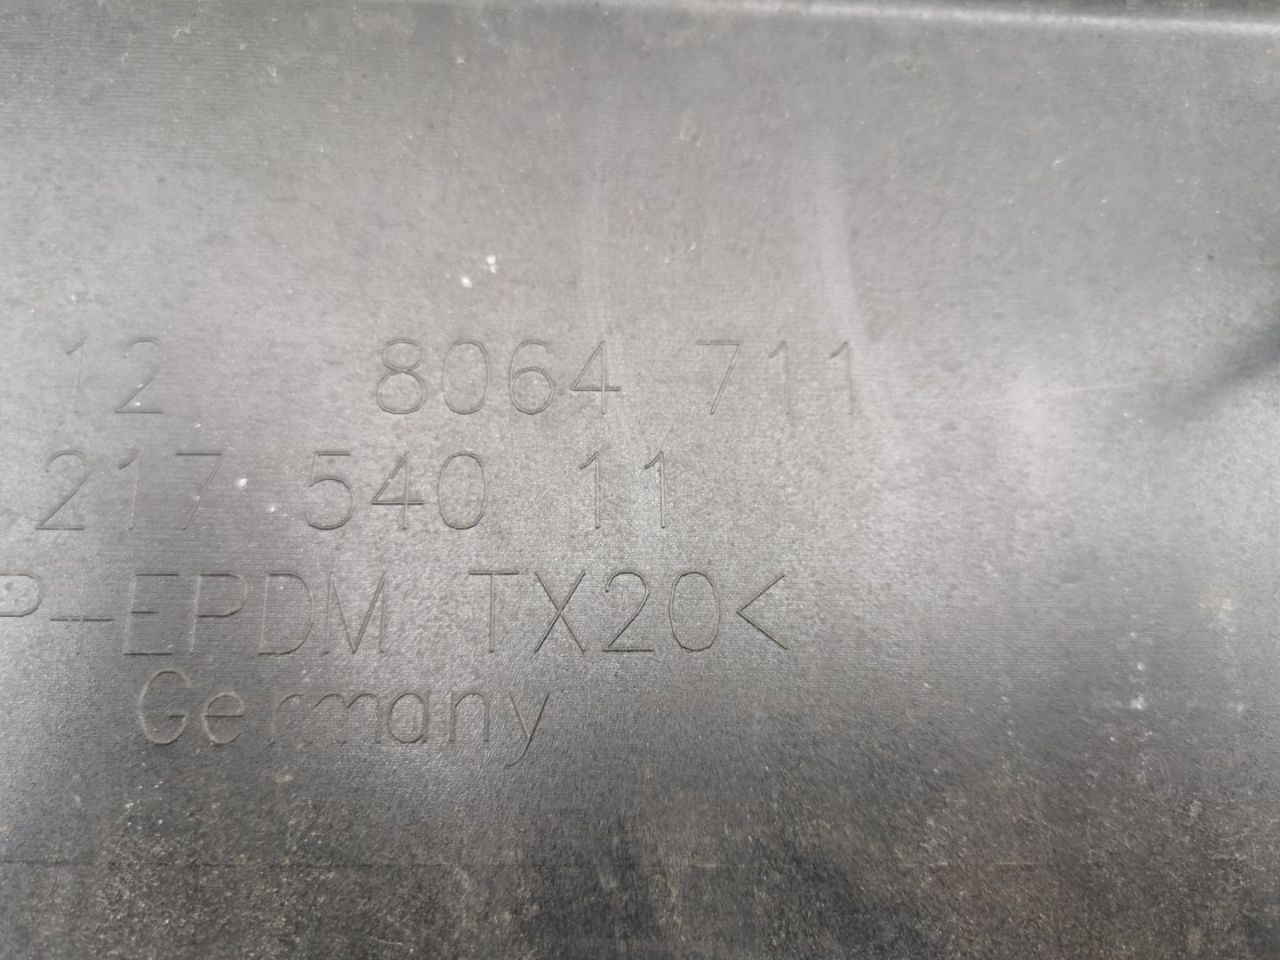 12 8064 711
217 540 11
P-EPDM TX20<
Germany